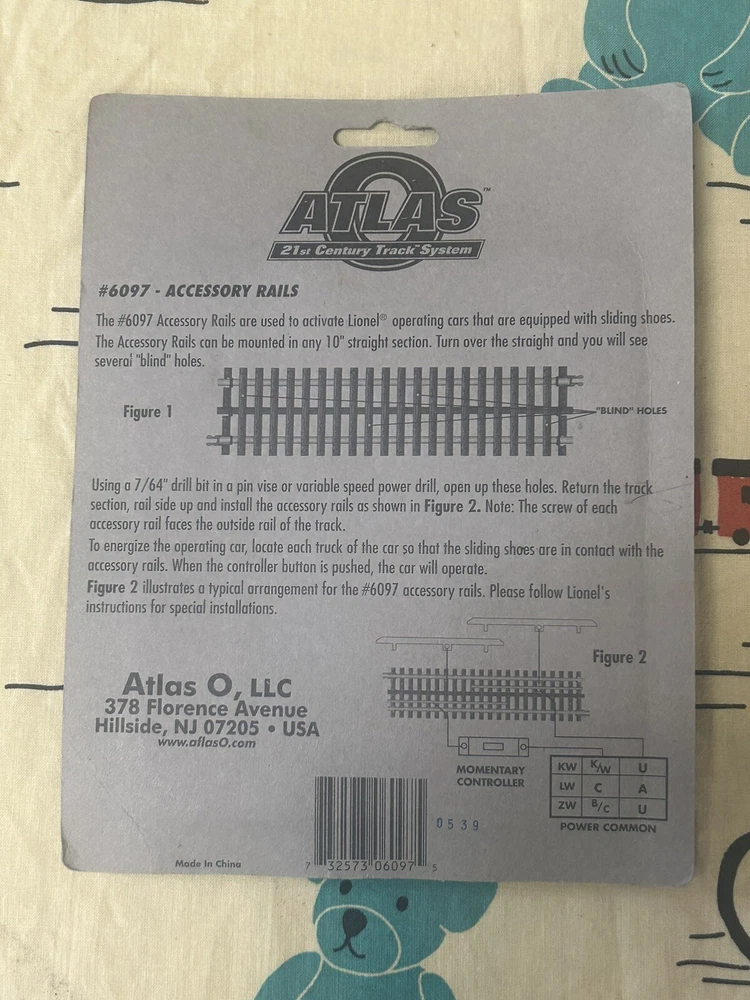 ATLAS™
O
21st Century Track™ System
#6097 - ACCESSORY RAILS
The #6097 Accessory Rails are used to activate Lionel® operating cars that are equipped with sliding shoes.
The Accessory Rails can be mounted in any 10" straight section. Turn over the straight and you will see
several "blind" holes.
Figure 1
"BLIND" HOLES
Using a 7/64" drill bit in a pin vise or variable speed power drill, open up these holes. Return the track
section, rail side up and install the accessory rails as shown in Figure 2. Note: The screw of each
accessory rail faces the outside rail of the track.
To energize the operating car, locate each truck of the car so that the sliding shoes are in contact with the
accessory rails. When the controller button is pushed, the car will operate.
Figure 2 illustrates a typical arrangement for the #6097 accessory rails. Please follow Lionel's
instructions for special installations.
Figure 2
Atlas O, LLC
378 Florence Avenue
Hillside, NJ 07205 • USA
www.atlasO.com
MOMENTARY
CONTROLLER
KW K/W U
LW C A
ZW B/C U
POWER COMMON
0539
Made In China
7 32573 06097 5